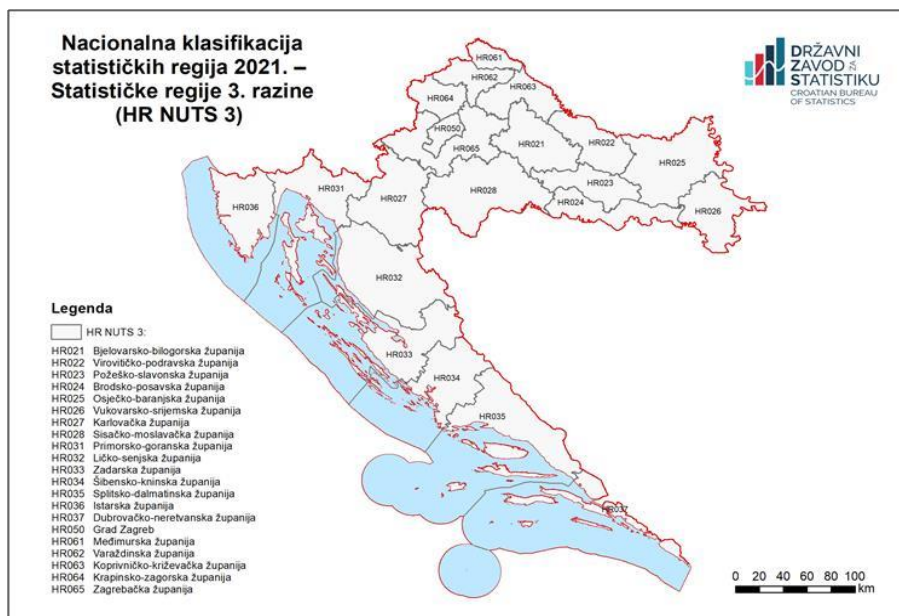 Nacionalna klasifikacija
statističkih regija 2021. –
Statističke regije 3. razine
(HR NUTS 3)
DRŽAVNI
ZAVOD ZA
STATISTIKU
CROATIAN BUREAU
OF STATISTICS
HR061
HR062
HR063
HR064
HR050
HR065
HR021
HR022
HR025
HR031
HR036
HR027
HR028
HR023
HR024
HR026
HR032
HR033
HR034
HR035
HR037
Legenda
HR NUTS 3:
HR021 Bjelovarsko-bilogorska županija
HR022 Virovitičko-podravska županija
HR023 Požeško-slavonska županija
HR024 Brodsko-posavska županija
HR025 Osječko-baranjska županija
HR026 Vukovarsko-srijemska županija
HR027 Karlovačka županija
HR028 Sisačko-moslavačka županija
HR031 Primorsko-goranska županija
HR032 Ličko-senjska županija
HR033 Zadarska županija
HR034 Šibensko-kninska županija
HR035 Splitsko-dalmatinska županija
HR036 Istarska županija
HR037 Dubrovačko-neretvanska županija
HR050 Grad Zagreb
HR061 Međimurska županija
HR062 Varaždinska županija
HR063 Koprivničko-križevačka županija
HR064 Krapinsko-zagorska županija
HR065 Zagrebačka županija
0 20 40 60 80 100
km